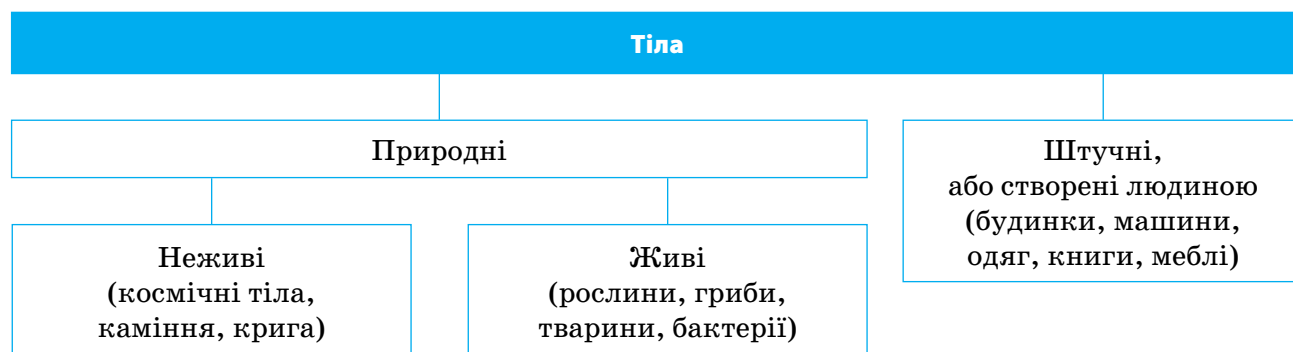 Тіла
Природні
Штучні,
або створені людиною
(будинки, машини,
одяг, книги, меблі)
Неживі
(космічні тіла,
каміння, крига)
Живі
(рослини, гриби,
тварини, бактерії)